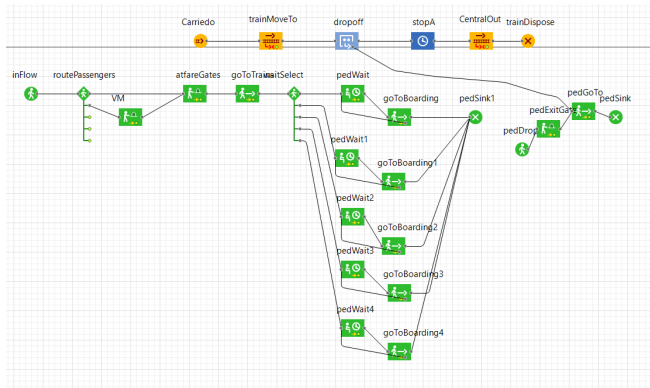 Carriedo
trainMoveTo
dropoff
stopA
CentralOut
trainDispose
inFlow
routePassengers
VM
atfareGates
goToTrains
waitSelect
pedWait
goToBoarding
pedSink1
pedDrop
pedExitGat
pedGoTo
pedSink
pedWait1
goToBoarding1
pedWait2
goToBoarding2
pedWait3
goToBoarding3
pedWait4
goToBoarding4